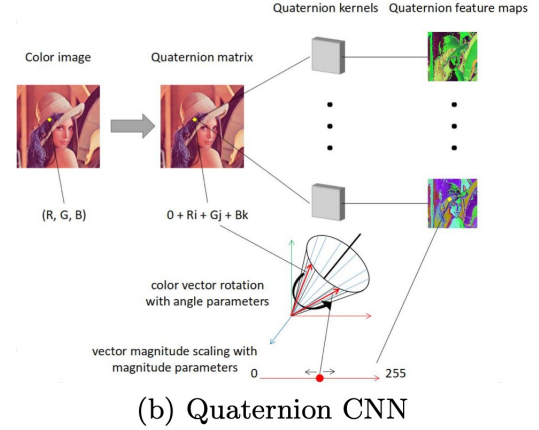 Quaternion kernels Quaternion feature maps
Color image Quaternion matrix
(R, G, B) 0 + Ri + Gj + Bk
color vector rotation
with angle parameters
vector magnitude scaling with
magnitude parameters
0 255
(b) Quaternion CNN